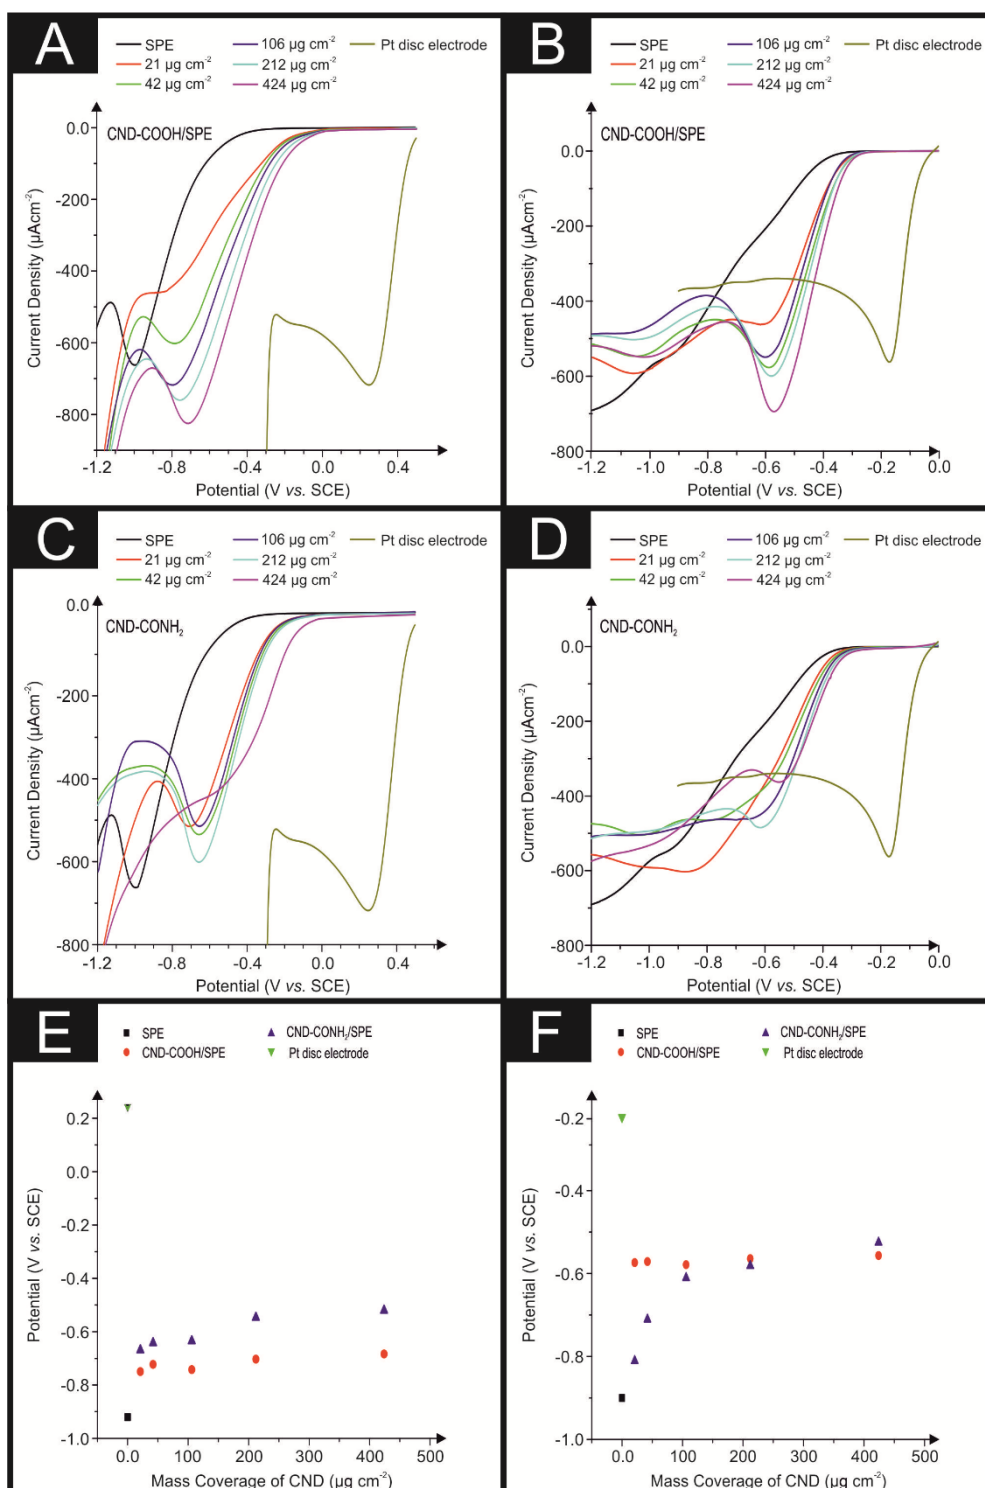 A
SPE
21 µg cm-2
42 µg cm-2
106 µg cm-2
212 µg cm-2
424 µg cm-2
Pt disc electrode
CND-COOH/SPE
0.0
-200
-400
-600
-800
Current Density (µAcm-2)
-1.2 -0.8 -0.4 0.0 0.4
Potential (V vs. SCE)
B
SPE
21 µg cm-2
42 µg cm-2
106 µg cm-2
212 µg cm-2
424 µg cm-2
Pt disc electrode
CND-COOH/SPE
0.0
-200
-400
-600
-800
Current Density (µAcm-2)
-1.2 -1.0 -0.8 -0.6 -0.4 -0.2 0.0
Potential (V vs. SCE)
C
SPE
21 µg cm-2
42 µg cm-2
106 µg cm-2
212 µg cm-2
424 µg cm-2
Pt disc electrode
CND-CONH2
0.0
-200
-400
-600
-800
Current Density (µAcm-2)
-1.2 -0.8 -0.4 0.0 0.4
Potential (V vs. SCE)
D
SPE
21 µg cm-2
42 µg cm-2
106 µg cm-2
212 µg cm-2
424 µg cm-2
Pt disc electrode
CND-CONH2
0.0
-200
-400
-600
-800
Current Density (µAcm-2)
-1.2 -1.0 -0.8 -0.6 -0.4 -0.2 0.0
Potential (V vs. SCE)
E
SPE
CND-COOH/SPE
CND-CONH2/SPE
Pt disc electrode
0.2
0.0
-0.2
-0.4
-0.6
-0.8
-1.0
Potential (V vs. SCE)
0.0 100 200 300 400 500
Mass Coverage of CND (µg cm-2)
F
SPE
CND-COOH/SPE
CND-CONH2/SPE
Pt disc electrode
-0.2
-0.4
-0.6
-0.8
-1.0
Potential (V vs. SCE)
0.0 100 200 300 400 500
Mass Coverage of CND (µg cm-2)